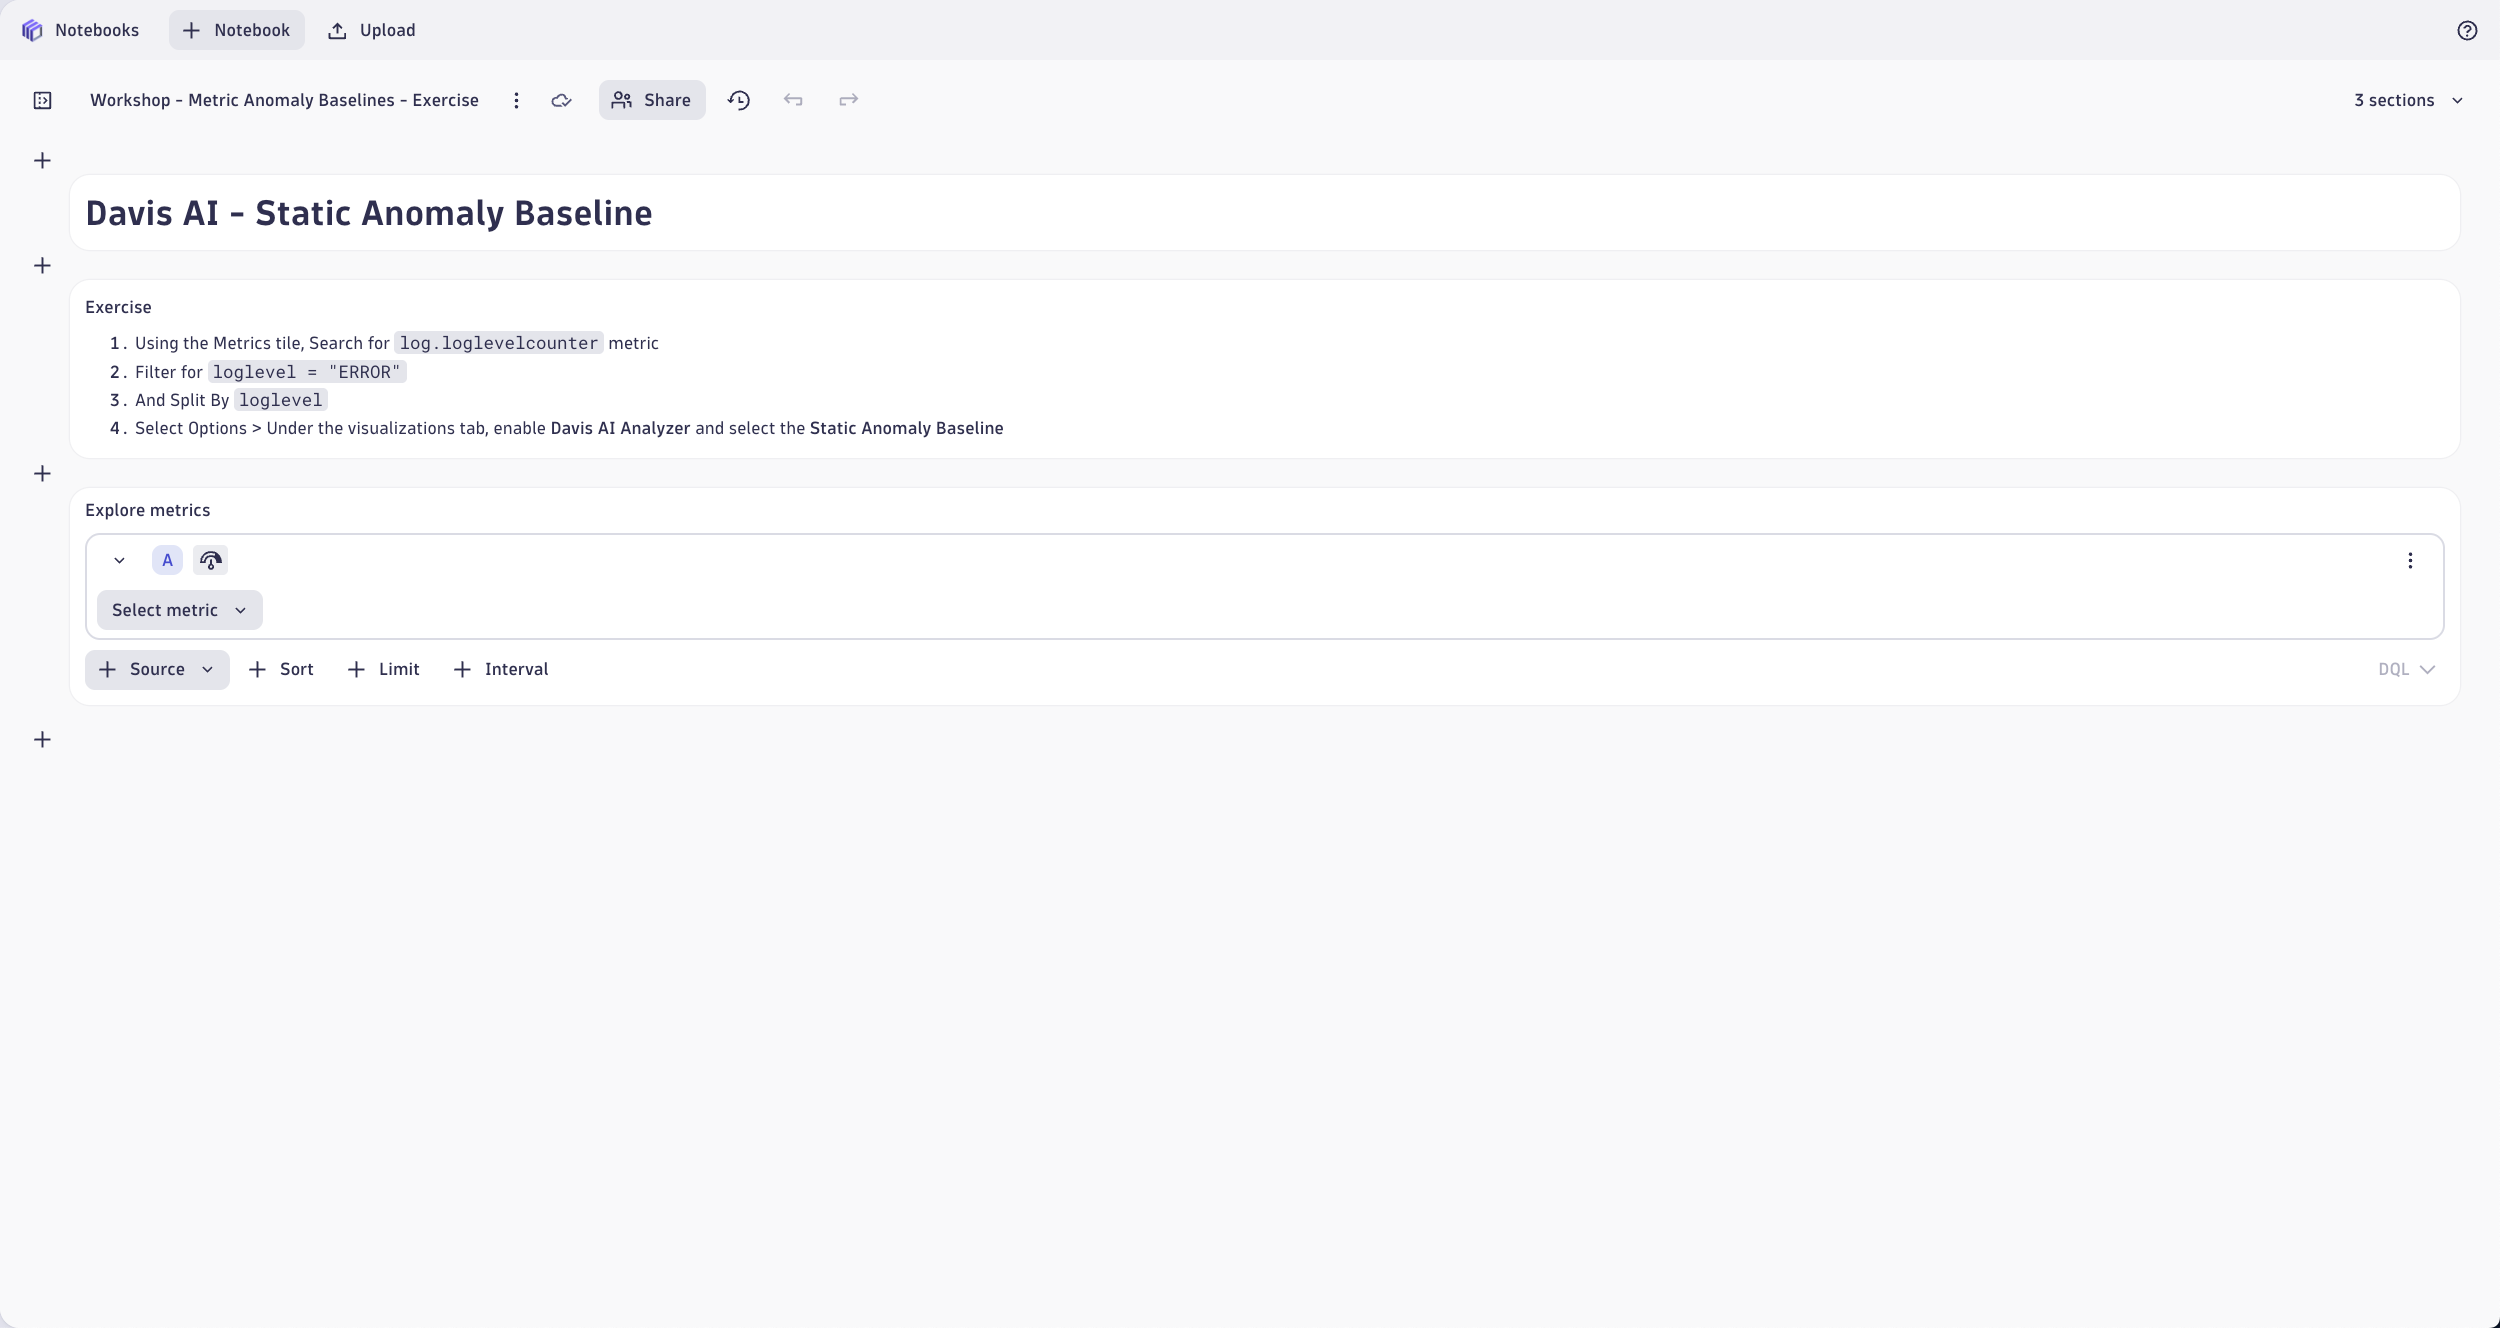 Notebooks
Notebook
Upload
Workshop - Metric Anomaly Baselines - Exercise
Share
3 sections
Davis AI - Static Anomaly Baseline
Exercise
1. Using the Metrics tile, Search for log.loglevelcounter metric
2. Filter for loglevel = "ERROR"
3. And Split By loglevel
4. Select Options > Under the visualizations tab, enable Davis AI Analyzer and select the Static Anomaly Baseline
Explore metrics
A
Select metric
Source
Sort
Limit
Interval
DQL